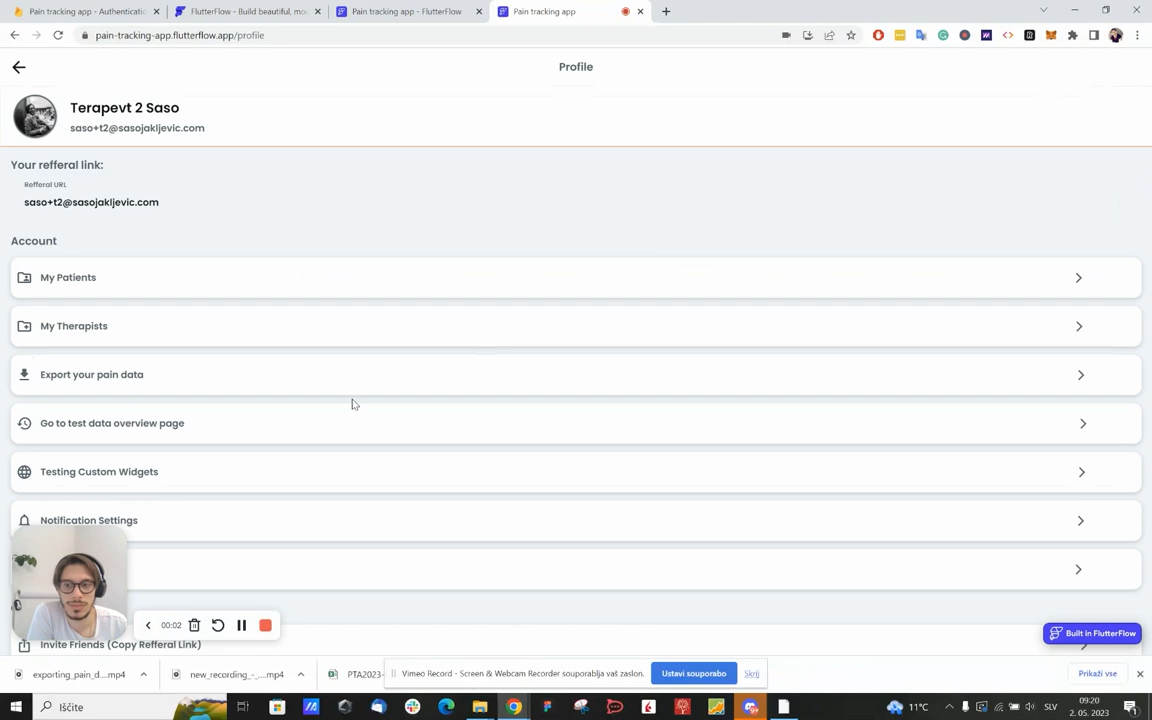 Pain tracking app - Authenticatio
FlutterFlow - Build beautiful, mod
Pain tracking app - FlutterFlow
Pain tracking app
pain-tracking-app.flutterflow.app/profile
Profile
Terapevt 2 Saso
saso+t2@sasojakljevic.com
Your refferal link:
Refferal URL
saso+t2@sasojakljevic.com
Account
My Patients
My Therapists
Export your pain data
Go to test data overview page
Testing Custom Widgets
Notification Settings
00:02
Built in FlutterFlow
Invite Friends (Copy Refferal Link)
exporting_pain_d....mp4
new_recording_-_....mp4
PTA2023-
Vimeo Record - Screen & Webcam Recorder souporablja vaš zaslon.
Ustavi souporabo
Skrij
Prikaži vse
Iščite
11°C
SLV
09:20
2. 05. 2023